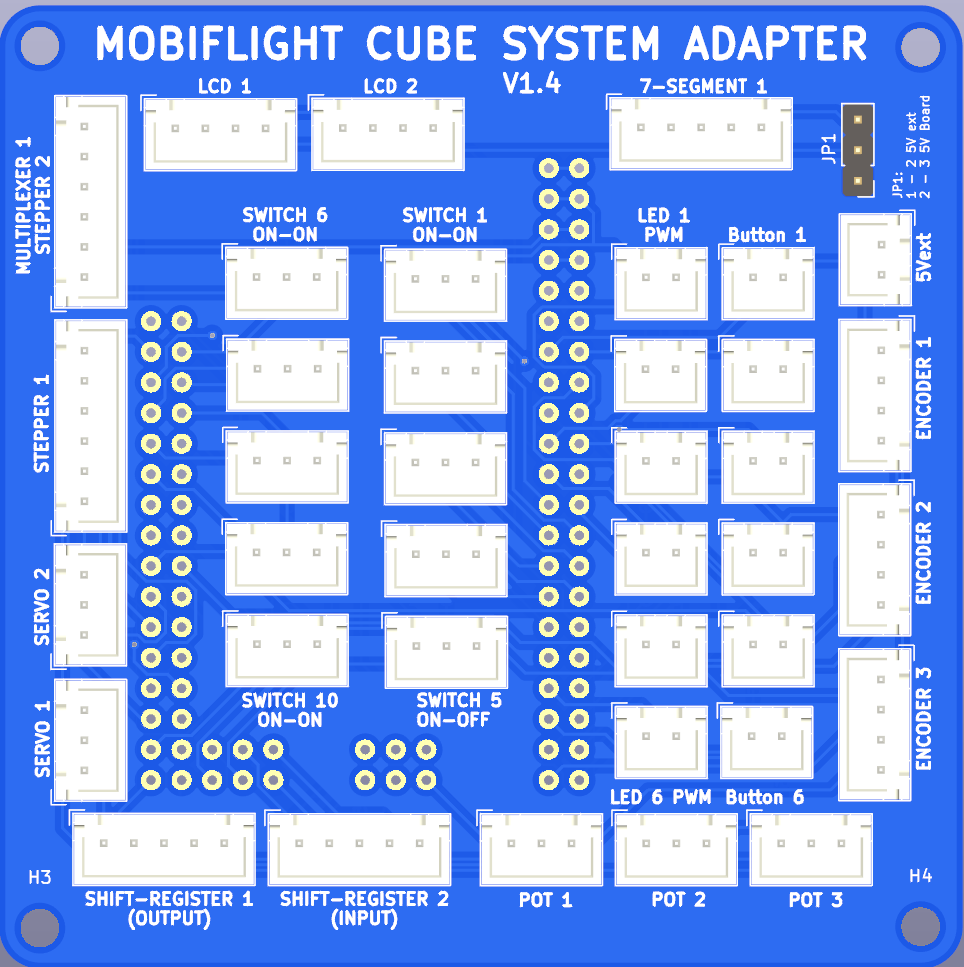 MOBIFLIGHT CUBE SYSTEM ADAPTER
V1.4
LCD 1
LCD 2
7-SEGMENT 1
JP1
JP1:
1 - 2 5V ext
2 - 3 5V Board
MULTIPLEXER 1
STEPPER 2
SWITCH 6
ON-ON
SWITCH 1
ON-ON
LED 1
PWM
Button 1
5Vext
STEPPER 1
ENCODER 1
SERVO 2
ENCODER 2
SERVO 1
ENCODER 3
SWITCH 10
ON-ON
SWITCH 5
ON-OFF
LED 6 PWM
Button 6
H3
SHIFT-REGISTER 1
(OUTPUT)
SHIFT-REGISTER 2
(INPUT)
POT 1
POT 2
POT 3
H4